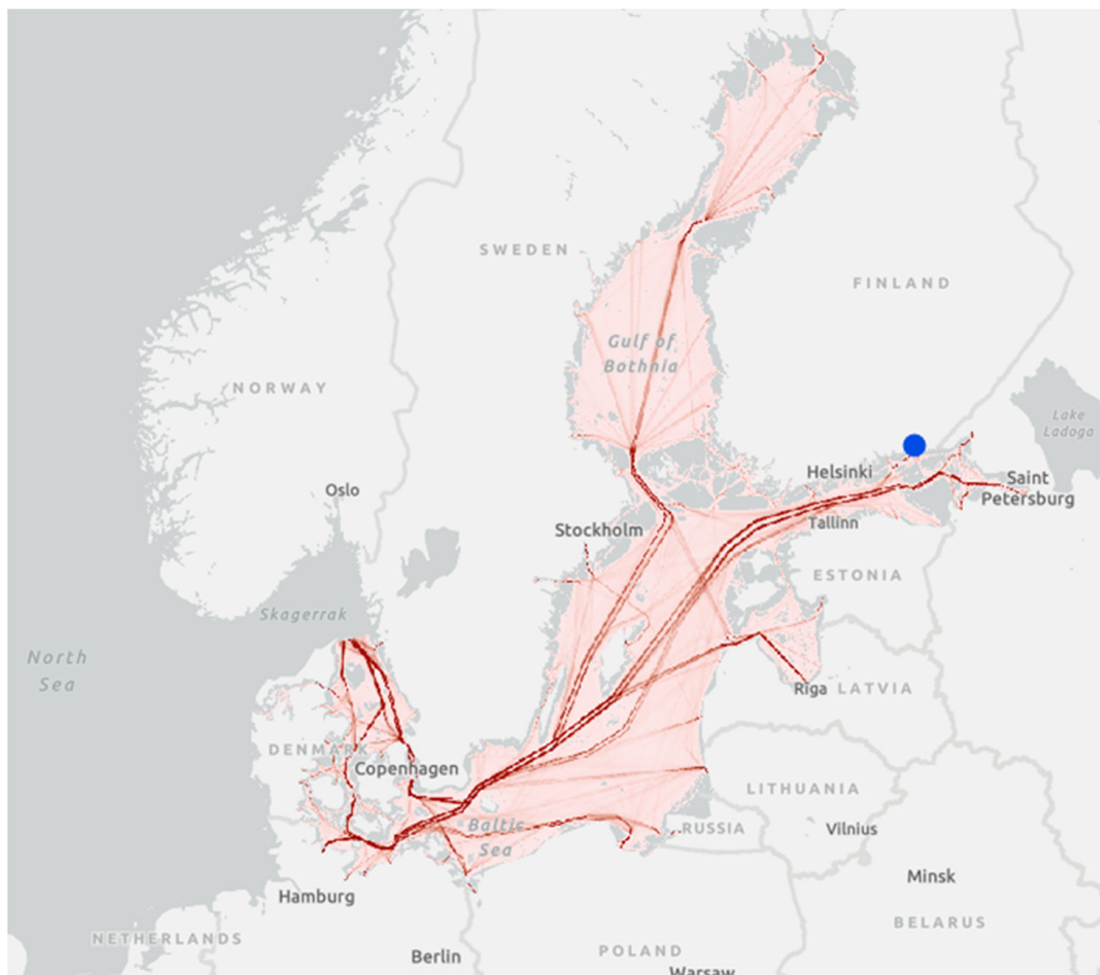 SWEDEN
FINLAND
Gulf of
Bothnia
NORWAY
Lake
Ladoga
Helsinki
Saint
Petersburg
Oslo
Stockholm
Tallinn
ESTONIA
Skagerrak
North
Sea
Riga
LATVIA
DENMARK
Copenhagen
LITHUANIA
Baltic
Sea
RUSSIA
Vilnius
Minsk
Hamburg
BELARUS
NETHERLANDS
POLAND
Berlin
Warsaw